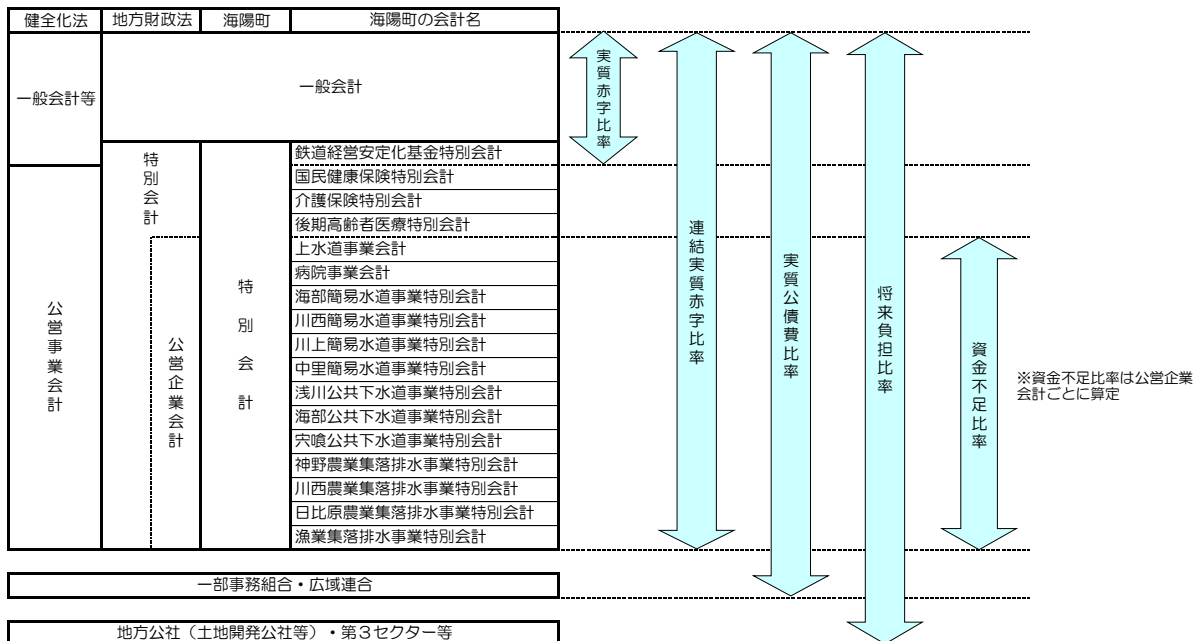 健全化法 地方財政法 海陽町 海陽町の会計名
一般会計等
一般会計
特別会計
特別会計
鉄道経営安定化基金特別会計
公営事業会計
国民健康保険特別会計
介護保険特別会計
後期高齢者医療特別会計
公営企業会計
上水道事業会計
病院事業会計
海部簡易水道事業特別会計
川西簡易水道事業特別会計
川上簡易水道事業特別会計
中里簡易水道事業特別会計
浅川公共下水道事業特別会計
海部公共下水道事業特別会計
宍喰公共下水道事業特別会計
神野農業集落排水事業特別会計
川西農業集落排水事業特別会計
日比原農業集落排水事業特別会計
漁業集落排水事業特別会計
一部事務組合・広域連合
地方公社（土地開発公社等）・第3セクター等
実質赤字比率
連結実質赤字比率
実質公債費比率
将来負担比率
資金不足比率
※資金不足比率は公営企業
会計ごとに算定